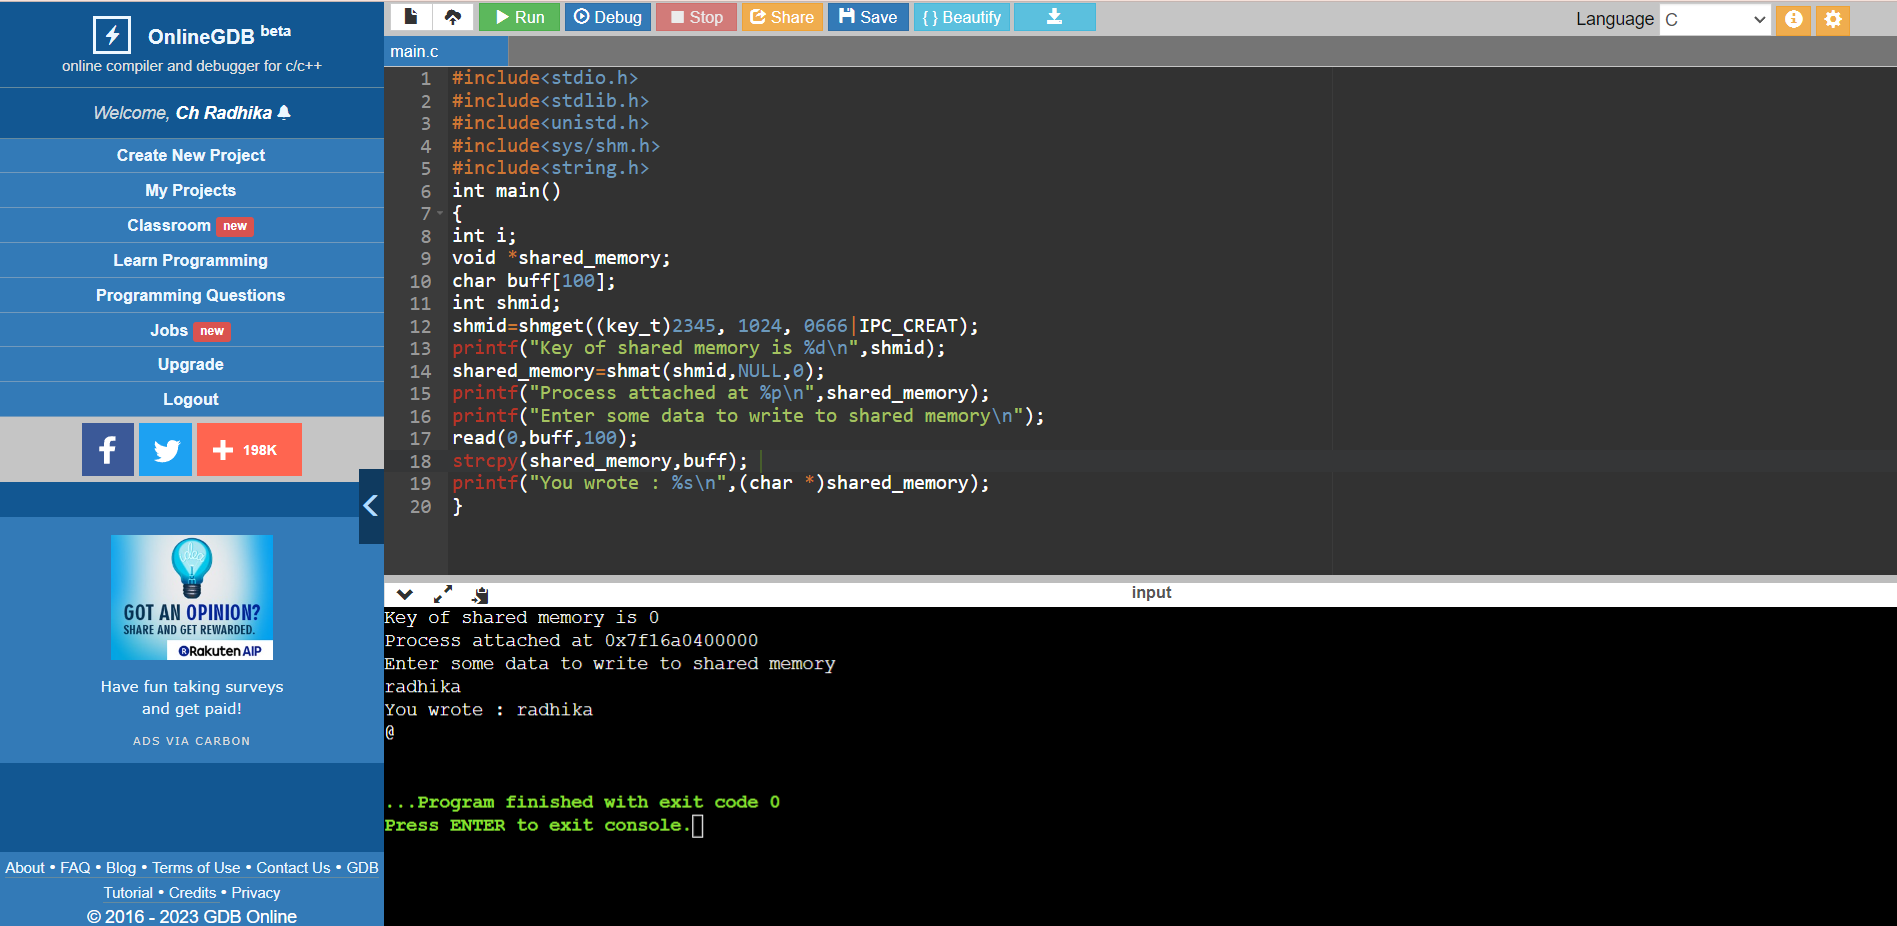 OnlineGDB beta
online compiler and debugger for c/c++
Welcome, Ch Radhika
Create New Project
My Projects
Classroom new
Learn Programming
Programming Questions
Jobs new
Upgrade
Logout
198K
GOT AN OPINION?
SHARE AND GET REWARDED.
Rakuten AIP
Have fun taking surveys
and get paid!
ADS VIA CARBON
About • FAQ • Blog • Terms of Use • Contact Us • GDB
Tutorial • Credits • Privacy
© 2016 - 2023 GDB Online
Run Debug Stop Share Save { } Beautify
Language C
main.c
1 #include<stdio.h>
2 #include<stdlib.h>
3 #include<unistd.h>
4 #include<sys/shm.h>
5 #include<string.h>
6 int main()
7 {
8 int i;
9 void *shared_memory;
10 char buff[100];
11 int shmid;
12 shmid=shmget((key_t)2345, 1024, 0666|IPC_CREAT);
13 printf("Key of shared memory is %d\n",shmid);
14 shared_memory=shmat(shmid,NULL,0);
15 printf("Process attached at %p\n",shared_memory);
16 printf("Enter some data to write to shared memory\n");
17 read(0,buff,100);
18 strcpy(shared_memory,buff);
19 printf("You wrote : %s\n",(char *)shared_memory);
20 }
input
Key of shared memory is 0
Process attached at 0x7f16a0400000
Enter some data to write to shared memory
radhika
You wrote : radhika
@
...Program finished with exit code 0
Press ENTER to exit console.